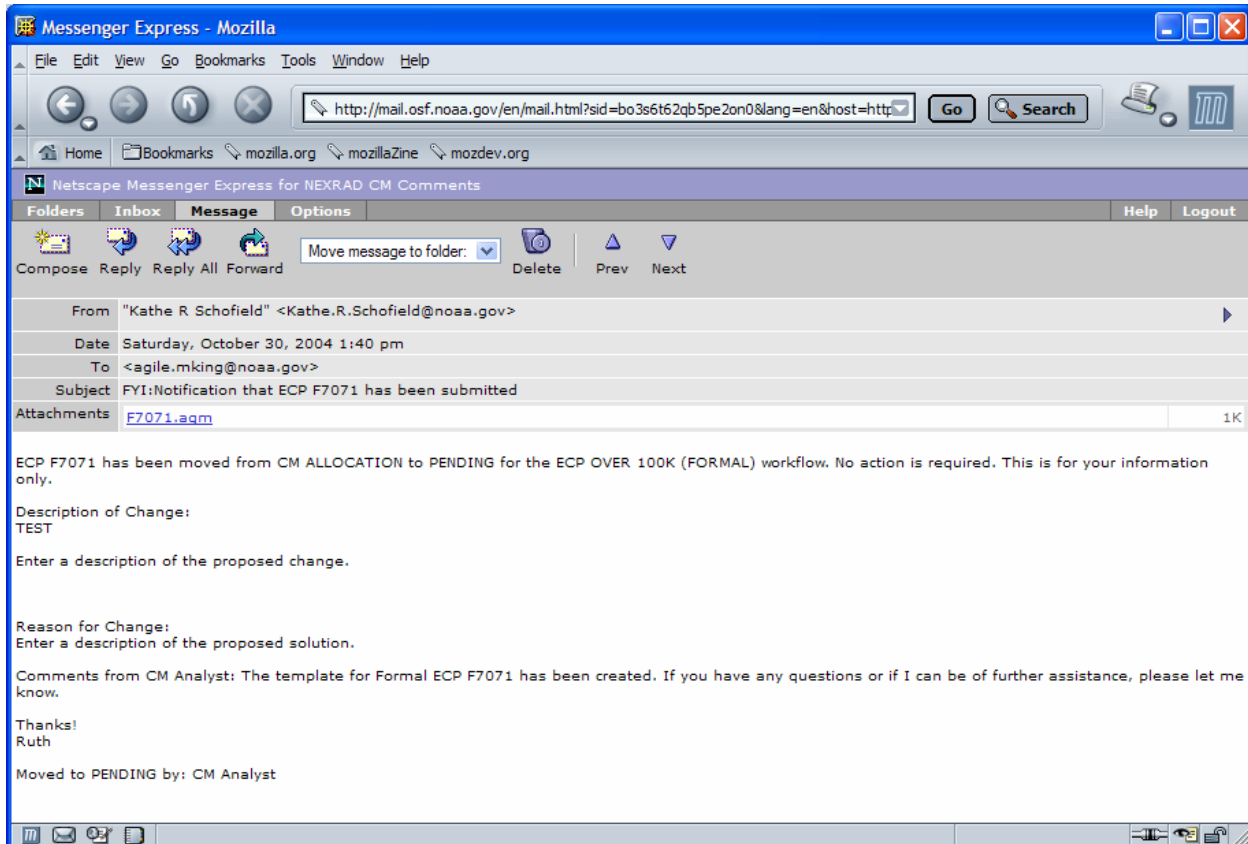 Messenger Express - Mozilla
File Edit View Go Bookmarks Tools Window Help
http://mail.osf.noaa.gov/en/mail.html?sid=bo3s6t62qb5pe2on0&lang=en&host=http
Go
Search
Home Bookmarks mozilla.org mozillaZine mozdev.org
N Netscape Messenger Express for NEXRAD CM Comments
Folders Inbox Message Options Help Logout
Move message to folder:
Compose Reply Reply All Forward Delete Prev Next
From "Kathe R Schofield" <Kathe.R.Schofield@noaa.gov>
Date Saturday, October 30, 2004 1:40 pm
To <agile.mking@noaa.gov>
Subject FYI:Notification that ECP F7071 has been submitted
Attachments F7071.aqm 1K
ECP F7071 has been moved from CM ALLOCATION to PENDING for the ECP OVER 100K (FORMAL) workflow. No action is required. This is for your information
only.
Description of Change:
TEST
Enter a description of the proposed change.
Reason for Change:
Enter a description of the proposed solution.
Comments from CM Analyst: The template for Formal ECP F7071 has been created. If you have any questions or if I can be of further assistance, please let me
know.
Thanks!
Ruth
Moved to PENDING by: CM Analyst